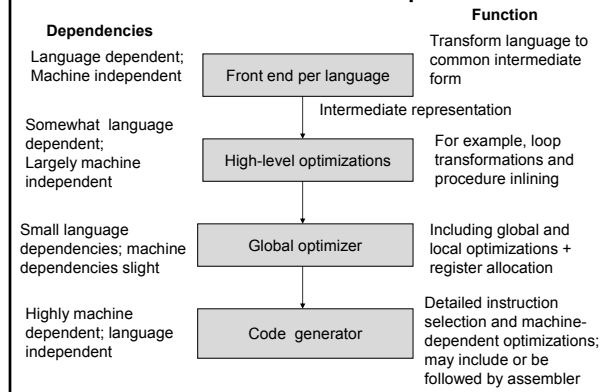 Dependencies
Function
Language dependent;
Machine independent
Front end per language
Transform language to
common intermediate
form
Intermediate representation
Somewhat language
dependent;
Largely machine
independent
High-level optimizations
For example, loop
transformations and
procedure inlining
Small language
dependencies; machine
dependencies slight
Global optimizer
Including global and
local optimizations +
register allocation
Highly machine
dependent; language
independent
Code generator
Detailed instruction
selection and machine-
dependent optimizations;
may include or be
followed by assembler